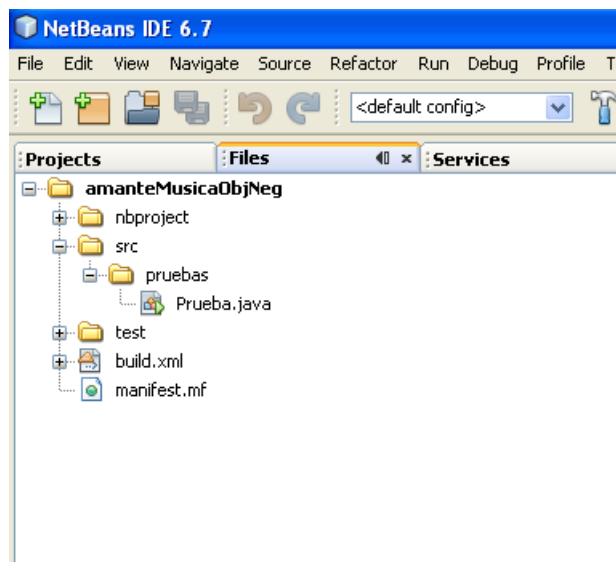 NetBeans IDE 6.7
File Edit View Navigate Source Refactor Run Debug Profile T
<default config>
Projects Files Services
amanteMusicaObjNeg
nbproject
src
pruebas
Prueba.java
test
build.xml
manifest.mf